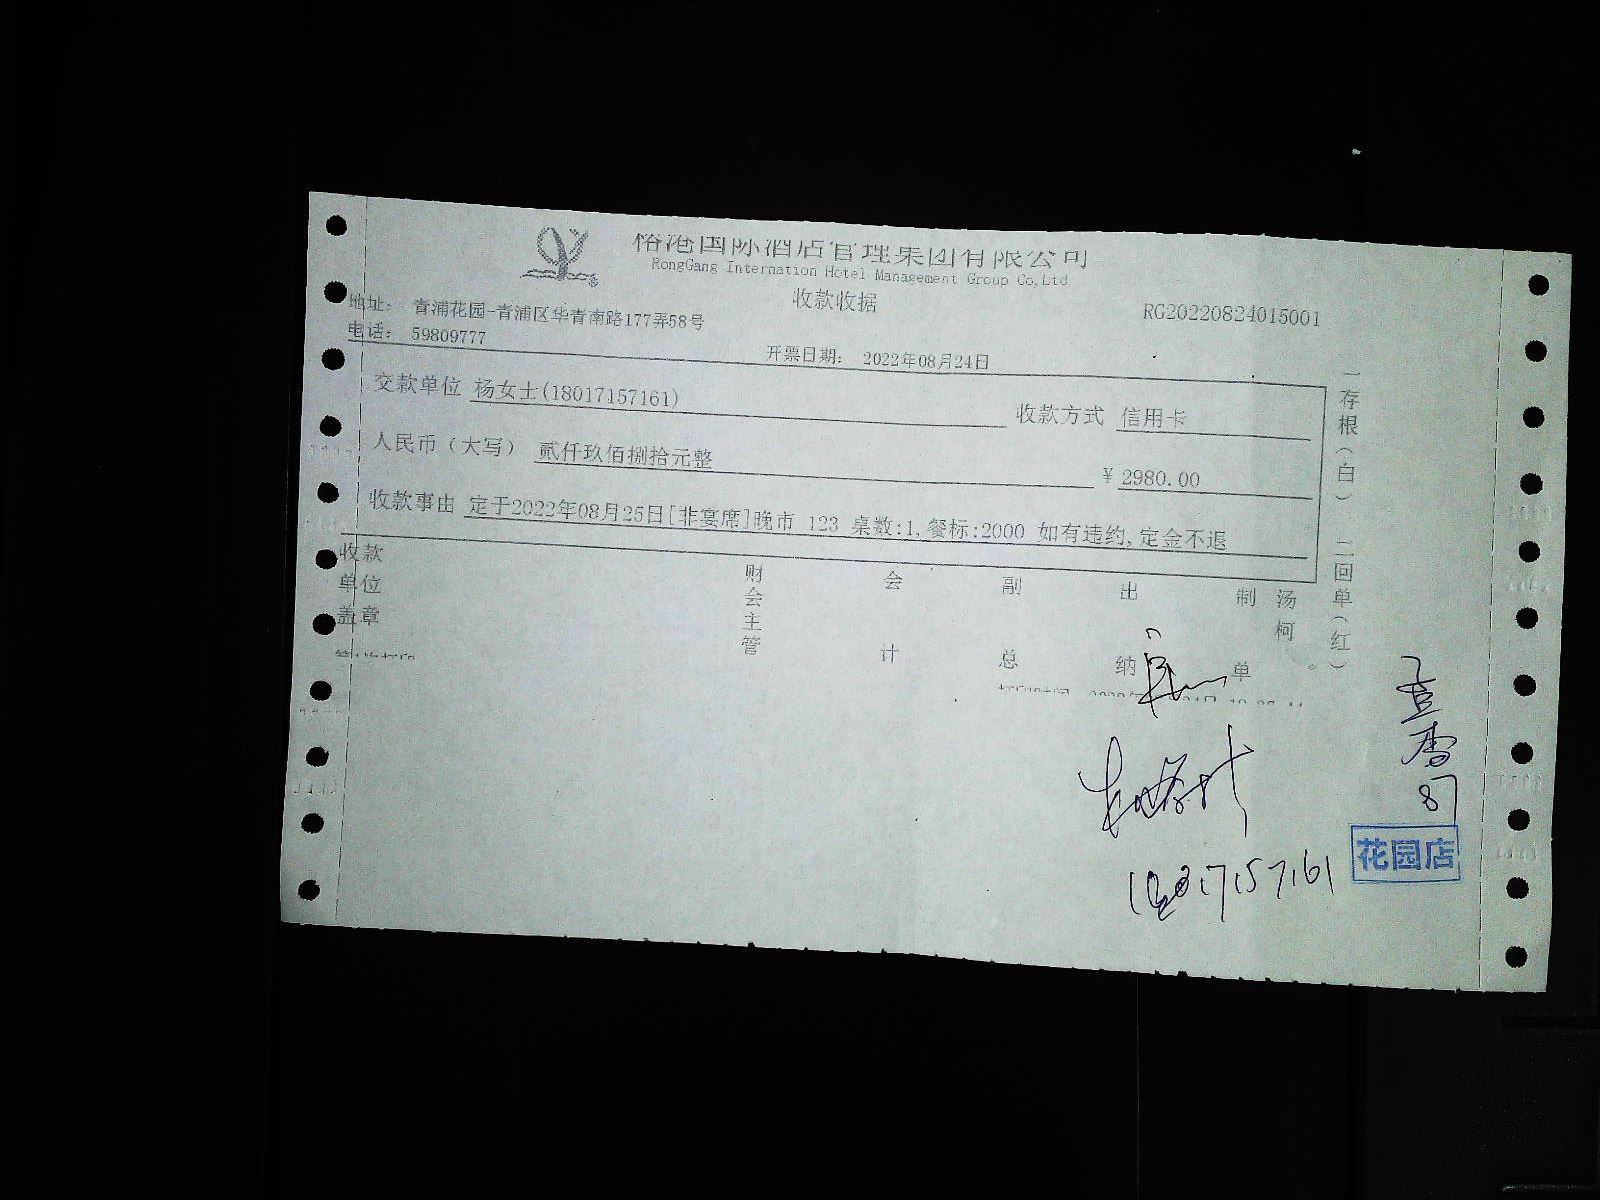 榕港国际酒店管理集团有限公司
RongGang Internation Hotel Management Group Co,Ltd
收款收据
RG20220824015001
地址: 青浦花园-青浦区华青南路177弄58号
电话: 59809777
开票日期: 2022年08月24日
交款单位 杨女士(18017157161)
收款方式 信用卡
人民币(大写) 贰仟玖佰捌拾元整
¥ 2980.00
收款事由 定于2022年08月25日[非宴席]晚市 123 桌数:1,餐标:2000 如有违约,定金不退
一存根(白) 二回单(红)
收款单位盖章
财会主管
会计
副总
出纳
制单
汤柯
18017157161
花园店